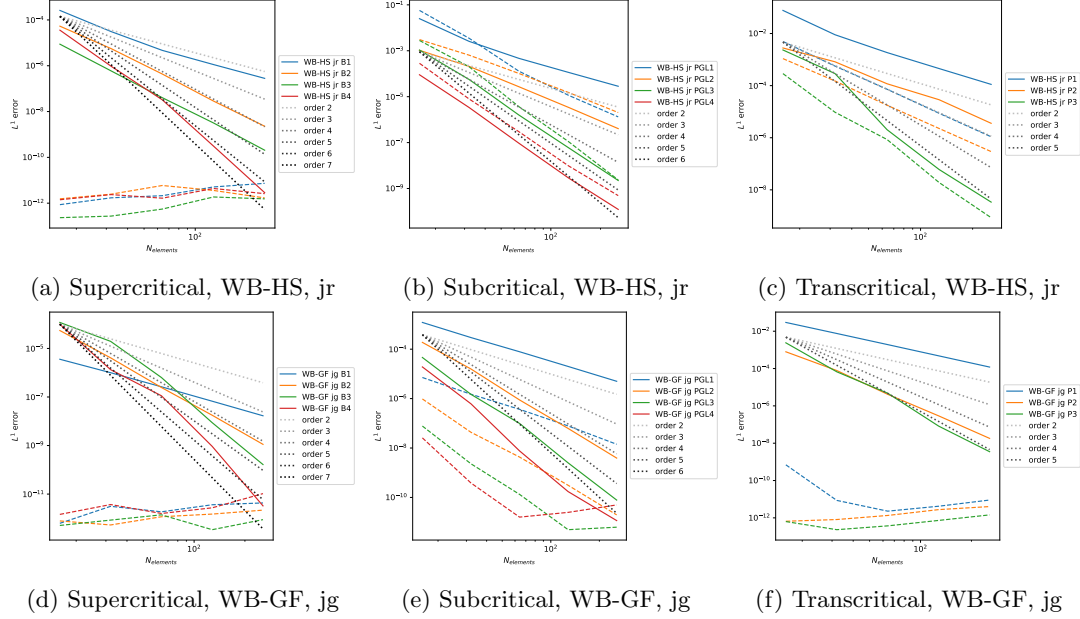 10^-4
10^-6
10^-8
10^-10
10^-12
L^1 error
10^2
N_elements
WB-HS jr B1
WB-HS jr B2
WB-HS jr B3
WB-HS jr B4
order 2
order 3
order 4
order 5
order 6
order 7
(a) Supercritical, WB-HS, jr
10^-1
10^-3
10^-5
10^-7
10^-9
L^1 error
10^2
N_elements
WB-HS jr PGL1
WB-HS jr PGL2
WB-HS jr PGL3
WB-HS jr PGL4
order 2
order 3
order 4
order 5
order 6
(b) Subcritical, WB-HS, jr
10^-2
10^-4
10^-6
10^-8
L^1 error
10^2
N_elements
WB-HS jr P1
WB-HS jr P2
WB-HS jr P3
order 2
order 3
order 4
order 5
(c) Transcritical, WB-HS, jr
10^-5
10^-7
10^-9
10^-11
L^1 error
10^2
N_elements
WB-GF jg B1
WB-GF jg B2
WB-GF jg B3
WB-GF jg B4
order 2
order 3
order 4
order 5
order 6
order 7
(d) Supercritical, WB-GF, jg
10^-4
10^-6
10^-8
10^-10
L^1 error
10^2
N_elements
WB-GF jg PGL1
WB-GF jg PGL2
WB-GF jg PGL3
WB-GF jg PGL4
order 2
order 3
order 4
order 5
order 6
(e) Subcritical, WB-GF, jg
10^-2
10^-4
10^-6
10^-8
10^-10
10^-12
L^1 error
10^2
N_elements
WB-GF jg P1
WB-GF jg P2
WB-GF jg P3
order 2
order 3
order 4
order 5
(f) Transcritical, WB-GF, jg